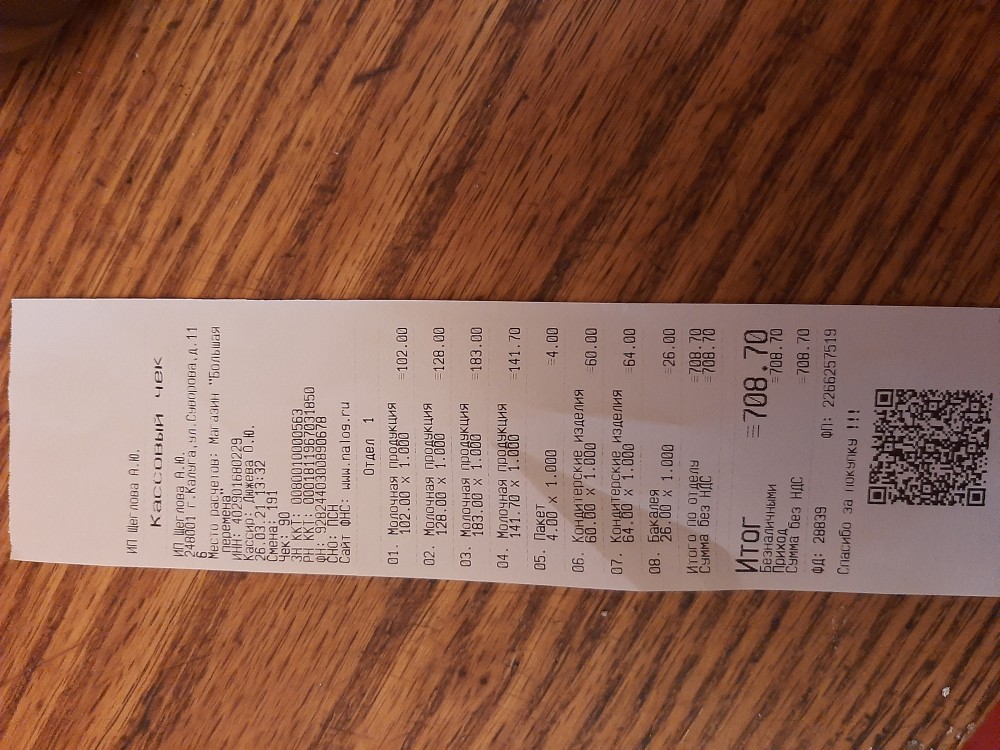 ИП Щеглова А.Ю.
Кассовый чек
ИП Щеглова А.Ю.
248001 г.Калуга,ул.Суворова,д.11
6
Место расчетов: Магазин "Большая
перемена"
ИНН: 402901680229
Кассир: Люжева О.Ю.
26.03.21 13:32
Смена: 191
Чек: 90
ЗН ККТ: 0080010000563
РН ККТ: 0001811967031850
ФН: 9282440300890678
СНО: ОСН
Сайт ФНС: www.nalog.ru
Отдел 1
01. Молочная продукция
102.00 x 1.000 =102.00
02. Молочная продукция
128.00 x 1.000 =128.00
03. Молочная продукция
183.00 x 1.000 =183.00
04. Молочная продукция
141.70 x 1.000 =141.70
05. Пакет
4.00 x 1.000 =4.00
06. Кондитерские изделия
60.00 x 1.000 =60.00
07. Кондитерские изделия
64.00 x 1.000 =64.00
08. Бакалея
26.00 x 1.000 =26.00
Итого по отделу =708.70
Сумма без НДС =708.70
Итог =708.70
Безналичными =708.70
Приход
Сумма без НДС =708.70
ФД: 28839 ФП: 2266257519
Спасибо за покупку !!!